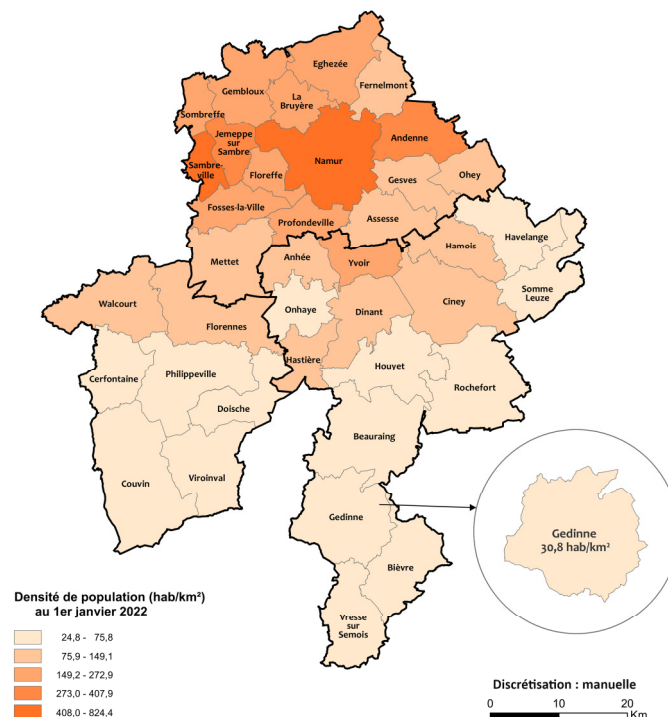 Eghezée
Fernelmont
Gembloux
La
Bruyère
Sombreffe
Jemeppe
sur
Sambre
Andenne
Namur
Sambre-
ville
Floreffe
Gesves
Ohey
Fosses-la-Ville
Profondeville
Assesse
Havelange
Hamois
Mettet
Anhée
Yvoir
Somme
Leuze
Walcourt
Onhaye
Dinant
Ciney
Florennes
Hastière
Houyet
Cerfontaine
Philippeville
Rochefort
Doische
Beauraing
Couvin
Viroinval
Gedinne
Gedinne
30,8 hab/km²
Bièvre
Vresse
sur
Semois
Densité de population (hab/km²)
au 1er janvier 2022
24,8 - 75,8
75,9 - 149,1
149,2 - 272,9
273,0 - 407,9
408,0 - 824,4
Discrétisation : manuelle
0 10 20
Km